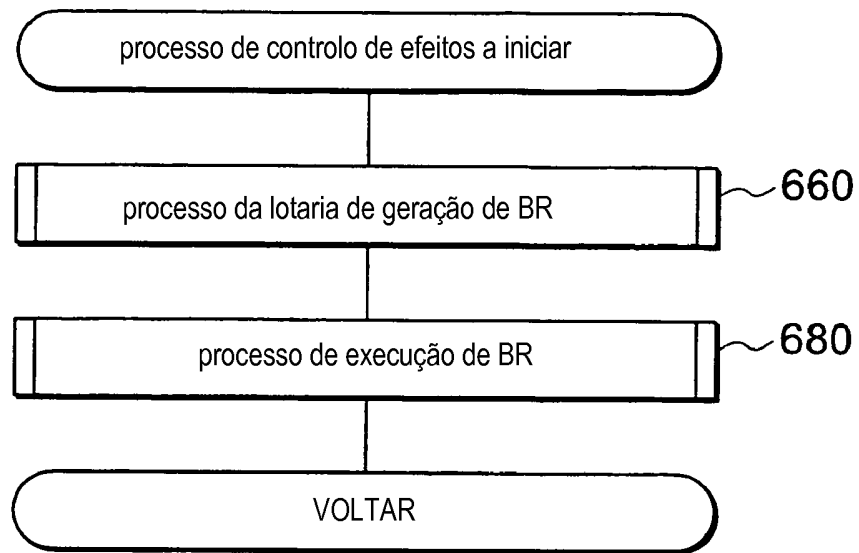 processo de controlo de efeitos a iniciar
processo da lotaria de geração de BR
660
processo de execução de BR
680
VOLTAR